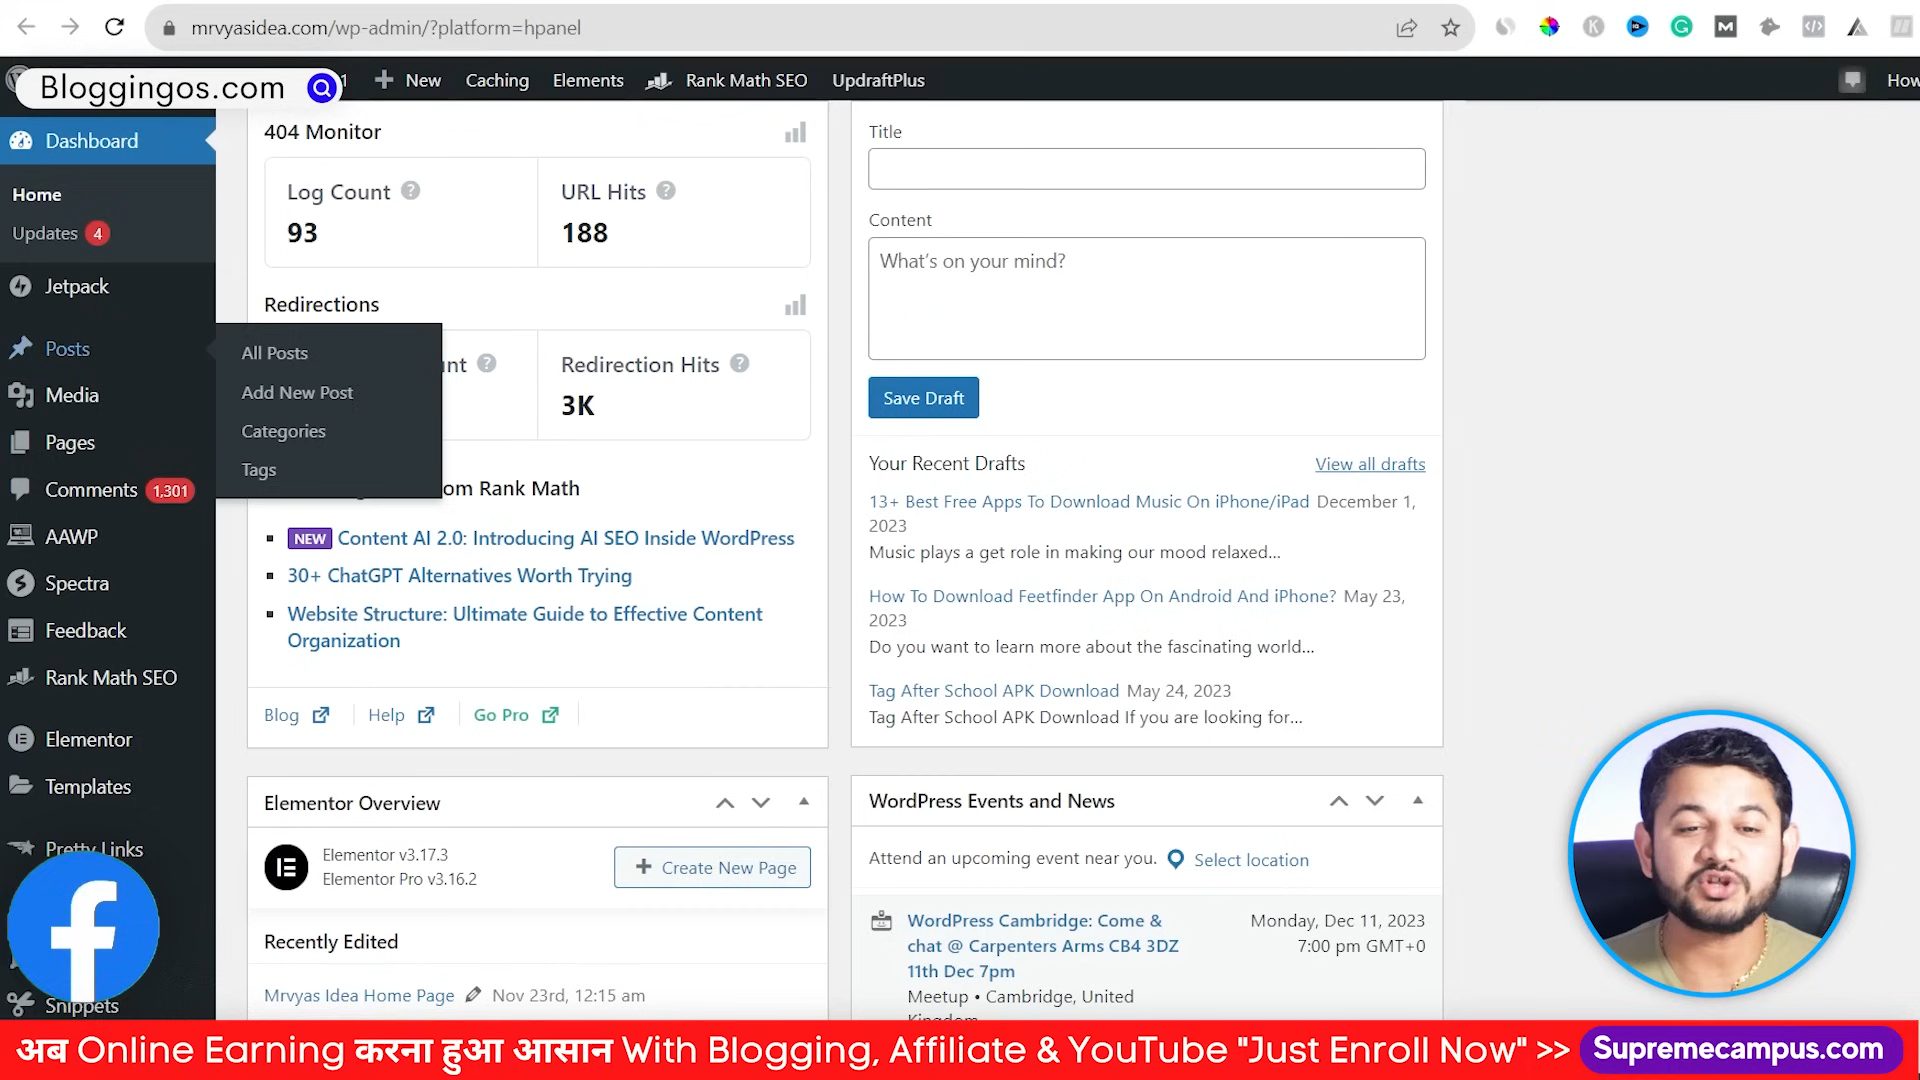 mrvyasidea.com/wp-admin/?platform=hpanel
Bloggingos.com
1
New
Caching
Elements
Rank Math SEO
UpdraftPlus
How
Dashboard
Home
Updates 4
Jetpack
Posts
Media
Pages
Comments 1,301
AAWP
Spectra
Feedback
Rank Math SEO
Elementor
Templates
Pretty Links
Snippets
All Posts
Add New Post
Categories
Tags
404 Monitor
Log Count
93
URL Hits
188
Redirections
Redirection Hits
3K
om Rank Math
NEW Content AI 2.0: Introducing AI SEO Inside WordPress
30+ ChatGPT Alternatives Worth Trying
Website Structure: Ultimate Guide to Effective Content
Organization
Blog
Help
Go Pro
Elementor Overview
Elementor v3.17.3
Elementor Pro v3.16.2
+ Create New Page
Recently Edited
Mrvyas Idea Home Page Nov 23rd, 12:15 am
Title
Content
What's on your mind?
Save Draft
Your Recent Drafts
View all drafts
13+ Best Free Apps To Download Music On iPhone/iPad December 1,
2023
Music plays a get role in making our mood relaxed…
How To Download Feetfinder App On Android And iPhone? May 23,
2023
Do you want to learn more about the fascinating world…
Tag After School APK Download May 24, 2023
Tag After School APK Download If you are looking for…
WordPress Events and News
Attend an upcoming event near you. Select location
WordPress Cambridge: Come &
chat @ Carpenters Arms CB4 3DZ
11th Dec 7pm
Meetup • Cambridge, United
Kingdom
Monday, Dec 11, 2023
7:00 pm GMT+0
अब Online Earning करना हुआ आसान With Blogging, Affiliate & YouTube "Just Enroll Now" >> Supremecampus.com